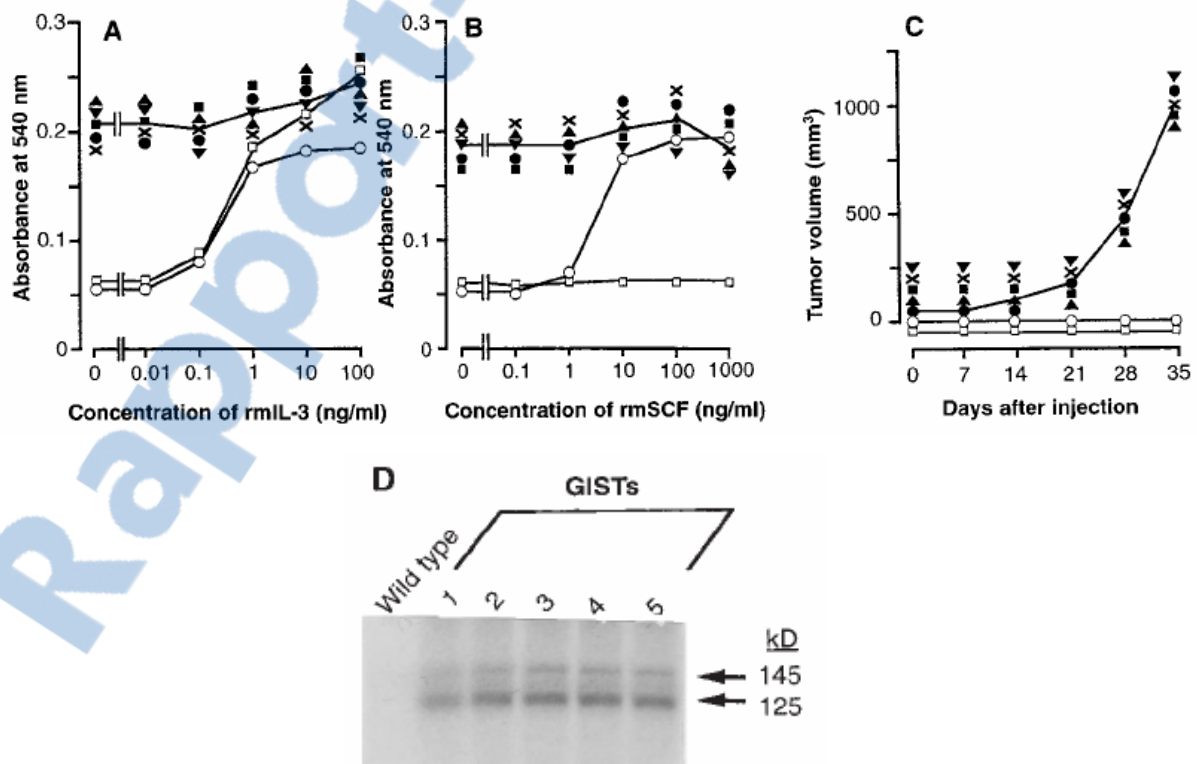 A
0.3
0.2
0.1
0
Absorbance at 540 nm
0 0.01 0.1 1 10 100
Concentration of rmIL-3 (ng/ml)
B
0.3
0.2
0.1
0
Absorbance at 540 nm
0 0.1 1 10 100 1000
Concentration of rmSCF (ng/ml)
C
1000
500
0
Tumor volume (mm³)
0 7 14 21 28 35
Days after injection
D
GISTs
Wild type
1 2 3 4 5
kD
145
125
Rapport